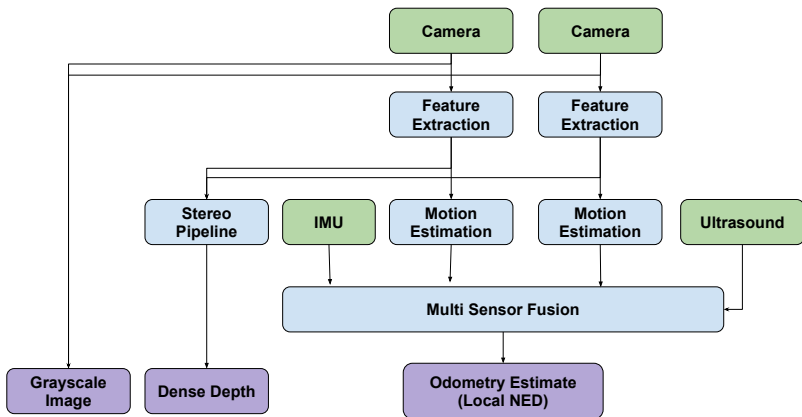 Camera
Camera
Feature
Extraction
Feature
Extraction
Stereo
Pipeline
IMU
Motion
Estimation
Motion
Estimation
Ultrasound
Multi Sensor Fusion
Grayscale
Image
Dense Depth
Odometry Estimate
(Local NED)